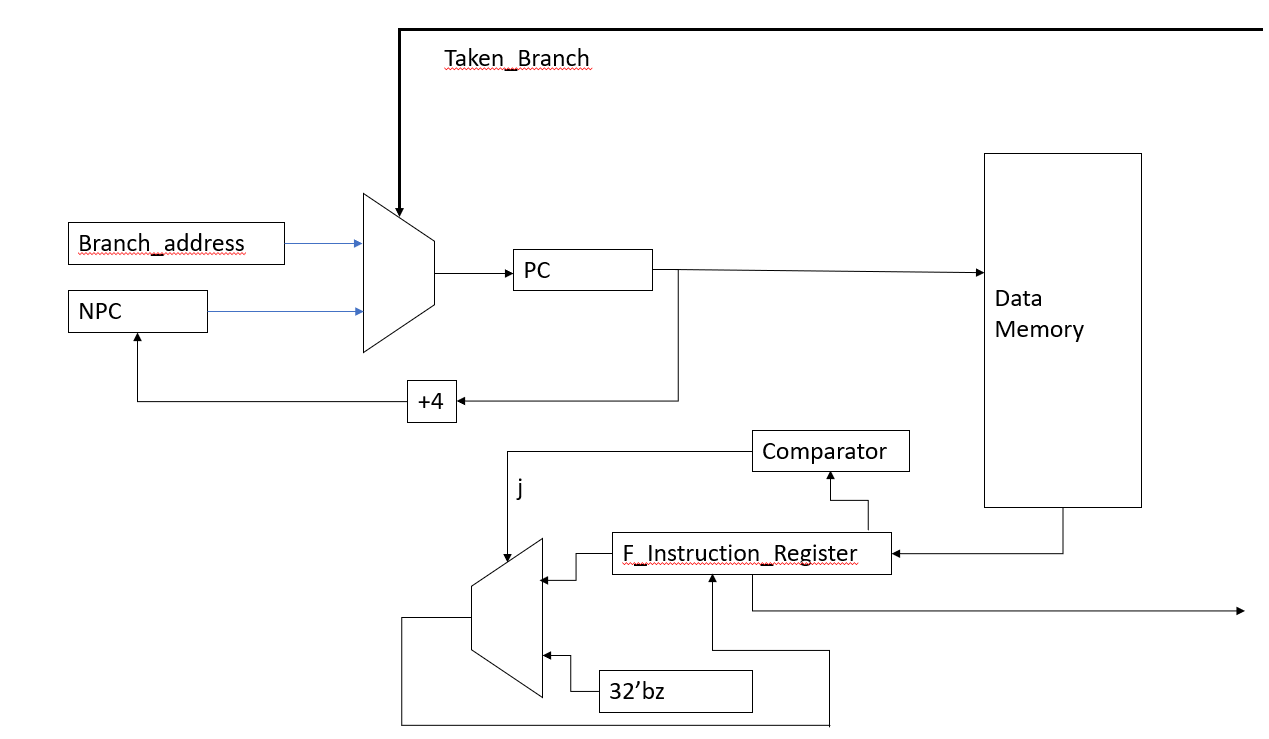 Taken_Branch
Branch_address
PC
NPC
Data
Memory
+4
Comparator
j
F_Instruction_Register
32’bz